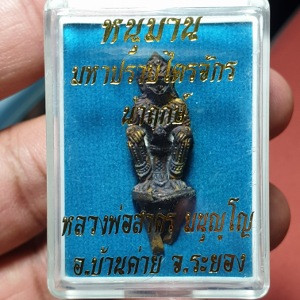 หนุมาน
มหาปราบไตรจักร
หลวงพ่อสาคร มนุญโญ
อ.บ้านค่าย จ.ระยอง